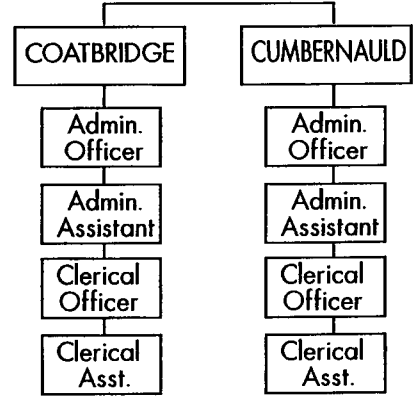 COATBRIDGE
Admin.
Officer
Admin.
Assistant
Clerical
Officer
Clerical
Asst.
CUMBERNAULD
Admin.
Officer
Admin.
Assistant
Clerical
Officer
Clerical
Asst.